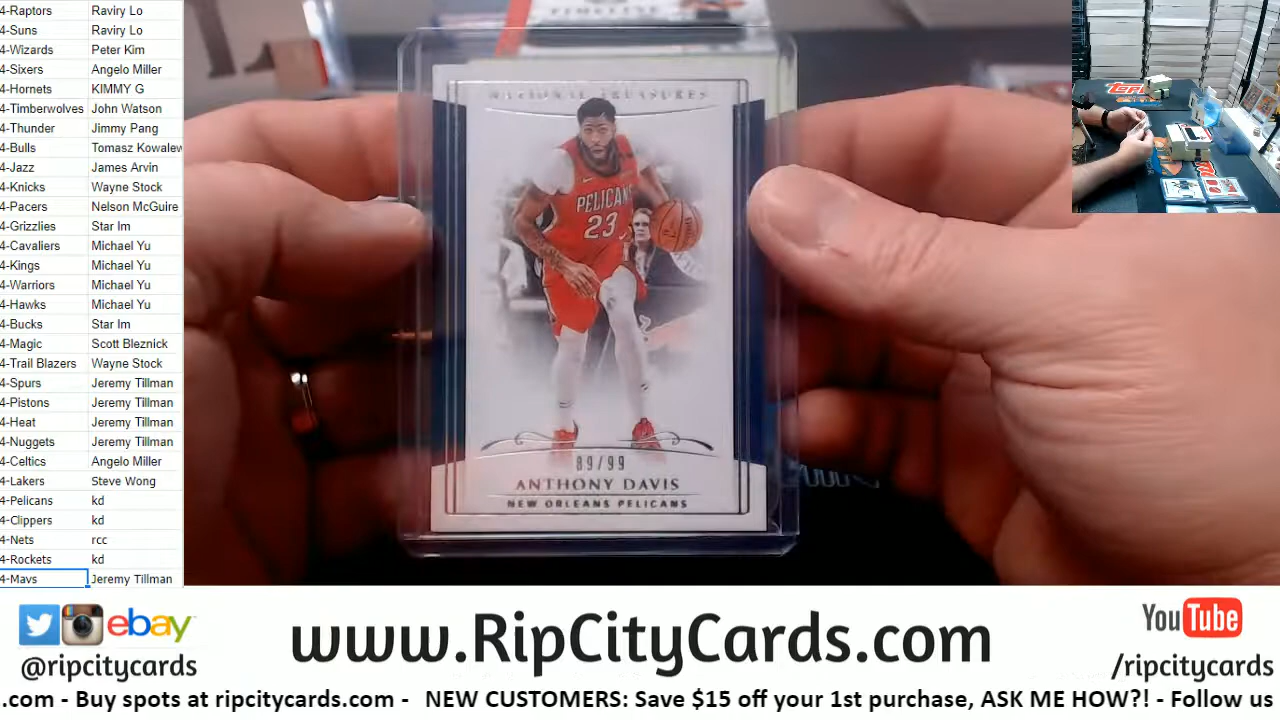 4-Raptors Raviry Lo
4-Suns Raviry Lo
4-Wizards Peter Kim
4-Sixers Angelo Miller
4-Hornets KIMMY G
4-Timberwolves John Watson
4-Thunder Jimmy Pang
4-Bulls Tomasz Kowalew
4-Jazz James Arvin
4-Knicks Wayne Stock
4-Pacers Nelson McGuire
4-Grizzlies Star Im
4-Cavaliers Michael Yu
4-Kings Michael Yu
4-Warriors Michael Yu
4-Hawks Michael Yu
4-Bucks Star Im
4-Magic Scott Bleznick
4-Trail Blazers Wayne Stock
4-Spurs Jeremy Tillman
4-Pistons Jeremy Tillman
4-Heat Jeremy Tillman
4-Nuggets Jeremy Tillman
4-Celtics Angelo Miller
4-Lakers Steve Wong
4-Pelicans kd
4-Clippers kd
4-Nets rcc
4-Rockets kd
4-Mavs Jeremy Tillman
NATIONAL TREASURES
PELICANS
23
89/99
ANTHONY DAVIS
NEW ORLEANS PELICANS
ebay
@ripcitycards
www.RipCityCards.com
YouTube
/ripcitycards
.com - Buy spots at ripcitycards.com - NEW CUSTOMERS: Save $15 off your 1st purchase, ASK ME HOW?! - Follow us